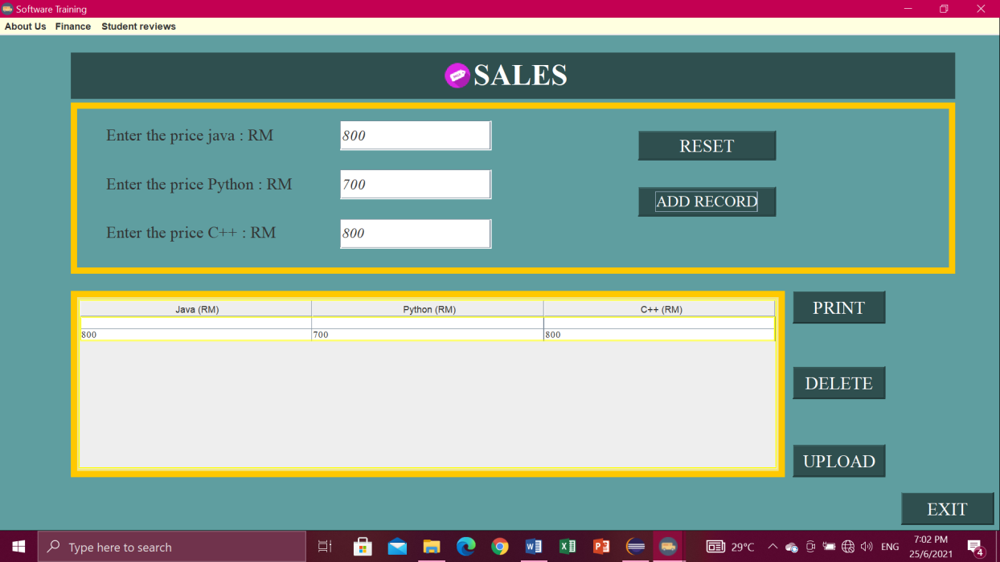 Software Training
About Us Finance Student reviews
SALES
Enter the price java : RM 800
RESET
Enter the price Python : RM 700
ADD RECORD
Enter the price C++ : RM 800
Java (RM) Python (RM) C++ (RM)
800 700 800
PRINT
DELETE
UPLOAD
EXIT
Type here to search
29°C
ENG
7:02 PM
25/6/2021
4